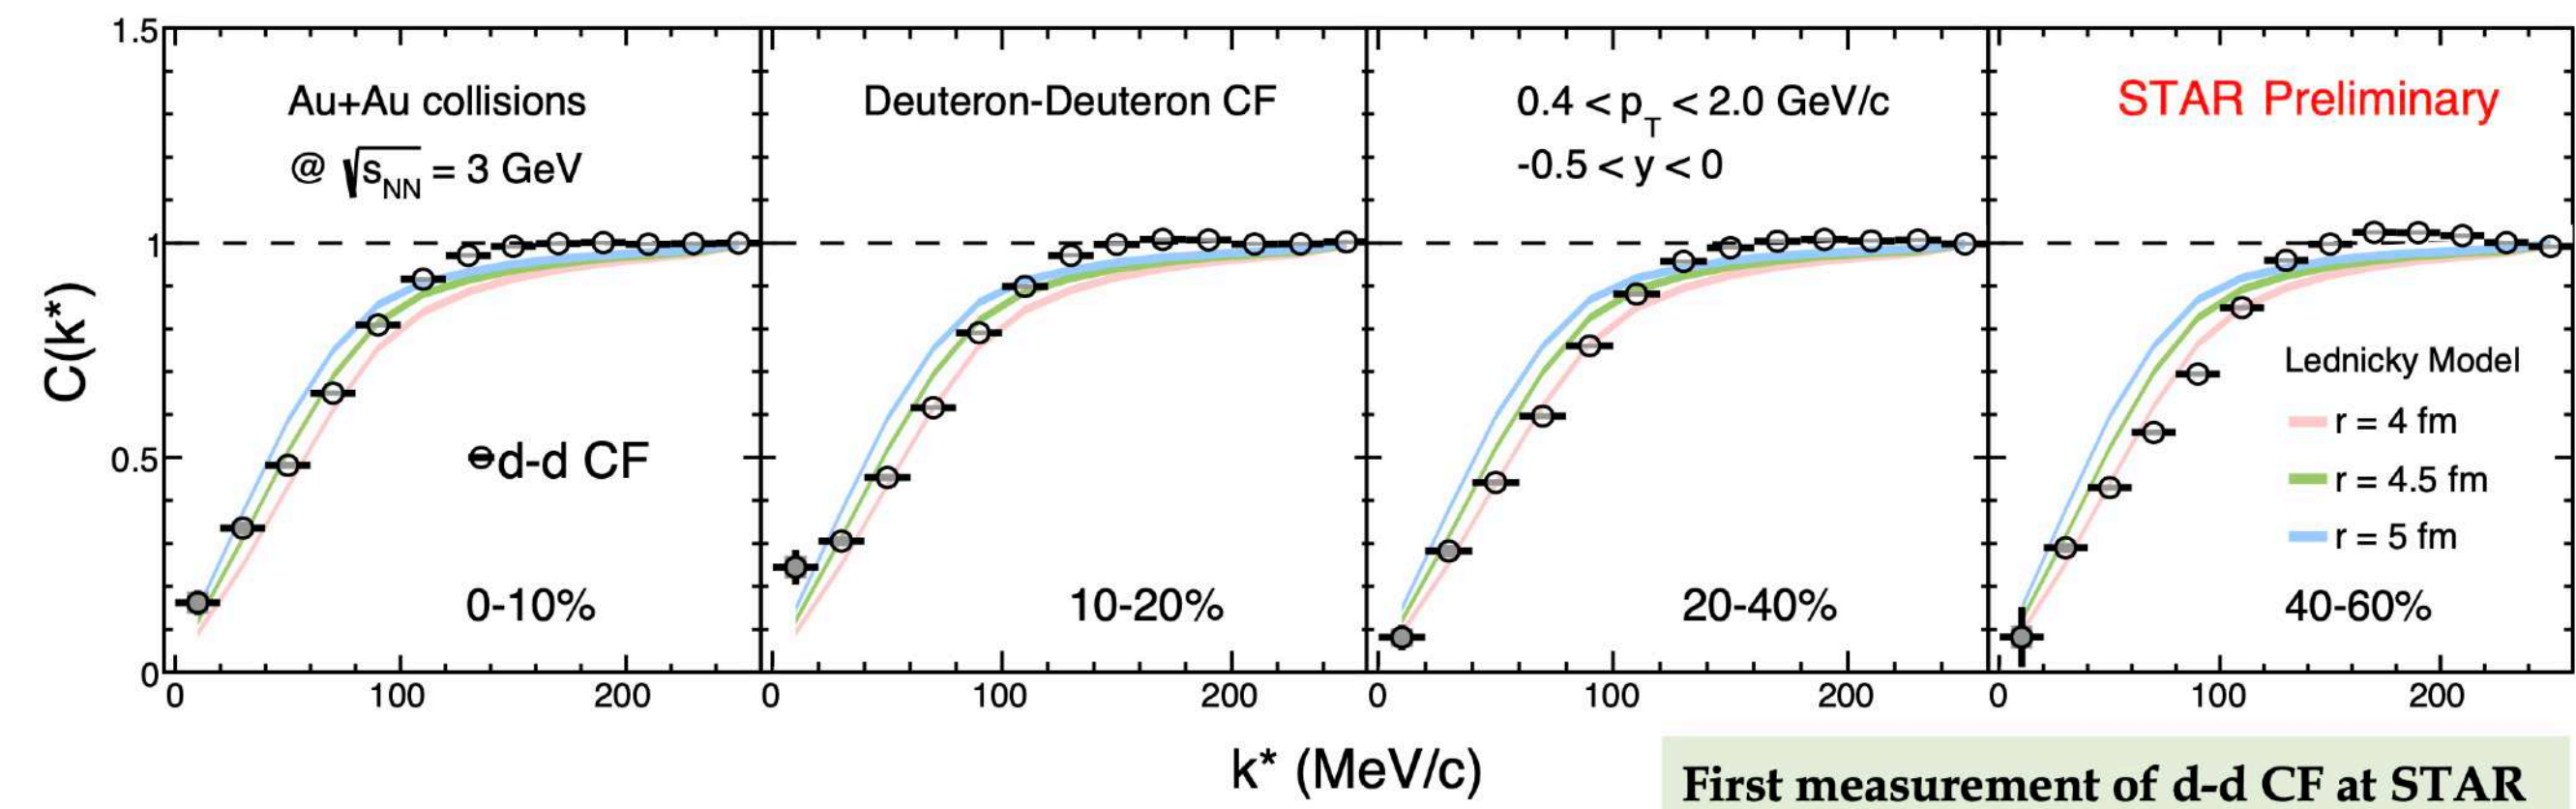 1.5
1
0.5
0
C(k*)
Au+Au collisions
@ √sNN = 3 GeV
d-d CF
0-10%
0 100 200
Deuteron-Deuteron CF
10-20%
0 100 200
0.4 < pT < 2.0 GeV/c
-0.5 < y < 0
20-40%
0 100 200
STAR Preliminary
Lednicky Model
r = 4 fm
r = 4.5 fm
r = 5 fm
40-60%
0 100 200
k* (MeV/c)
First measurement of d-d CF at STAR